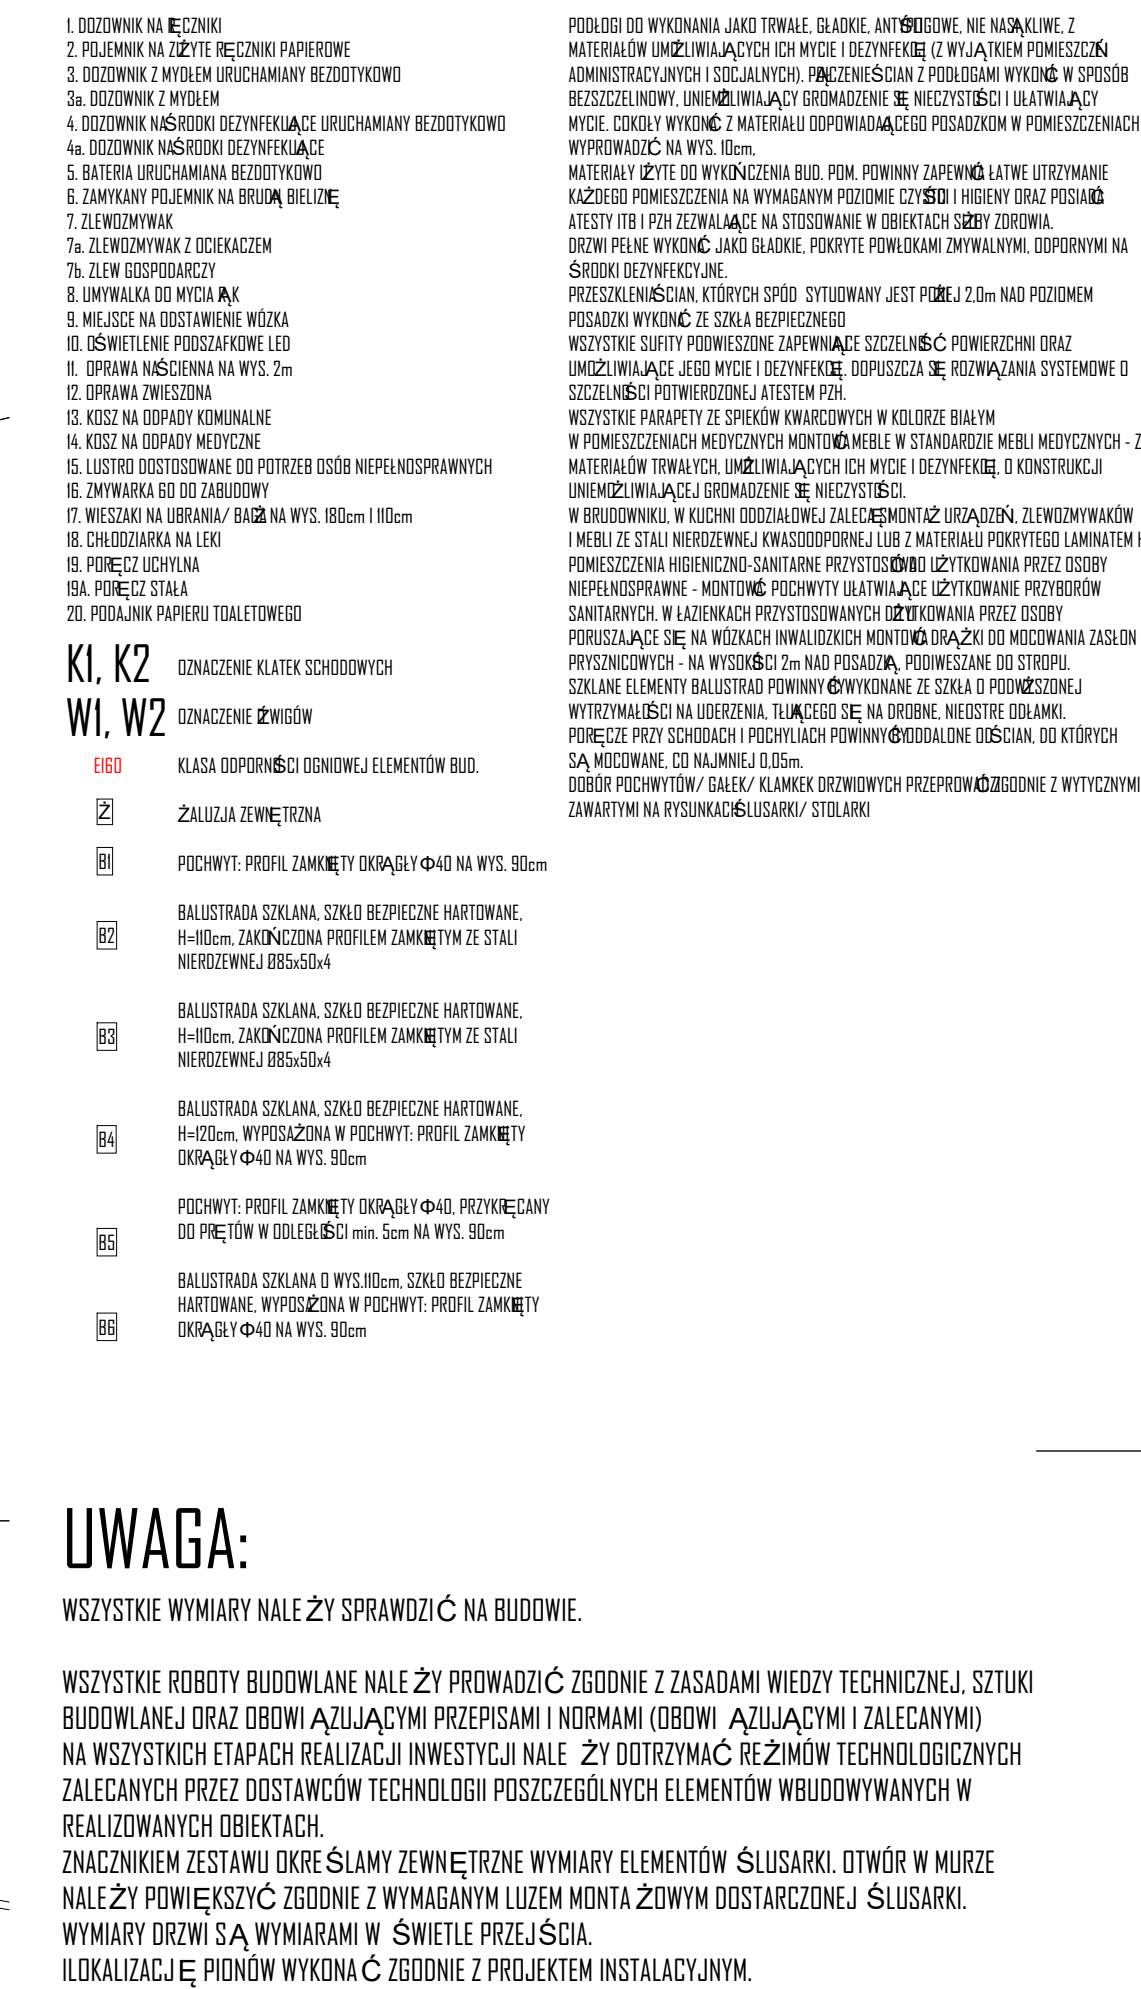 1. DOZOWNIK NA RĘCZNIKI
2. POJEMNIK NA ZUŻYTE RĘCZNIKI PAPIEROWE
3. DOZOWNIK Z MYDŁEM URUCHAMIANY BEZDOTYKOWO
3a. DOZOWNIK Z MYDŁEM
4. DOZOWNIK NA ŚRODKI DEZYNFEKUJĄCE URUCHAMIANY BEZDOTYKOWO
4a. DOZOWNIK NA ŚRODKI DEZYNFEKUJĄCE
5. BATERIA URUCHAMIANA BEZDOTYKOWO
6. ZAMYKANY POJEMNIK NA BRUDNĄ BIELIZNĘ
7. ZLEWOZMYWAK
7a. ZLEWOZMYWAK Z OCIEKACZEM
7b. ZLEW GOSPODARCZY
8. UMYWALKA DO MYCIA RĄK
9. MIEJSCE NA ODSTAWIENIE WÓZKA
10. OŚWIETLENIE PODSZAFKOWE LED
11. OPRAWA NAŚCIENNA NA WYS. 2m
12. OPRAWA ZWIESZONA
13. KOSZ NA ODPADY KOMUNALNE
14. KOSZ NA ODPADY MEDYCZNE
15. LUSTRO DOSTOSOWANE DO POTRZEB OSÓB NIEPEŁNOSPRAWNYCH
16. ZMYWARKA 60 DO ZABUDOWY
17. WIESZAKI NA UBRANIA/ BAGAŻ NA WYS. 180cm I 110cm
18. CHŁODZIARKA NA LEKI
19. PORĘCZ UCHYLNA
19A. PORĘCZ STAŁA
20. PODAJNIK PAPIERU TOALETOWEGO
K1, K2 OZNACZENIE KLATEK SCHODOWYCH
W1, W2 OZNACZENIE DŹWIGÓW
EI60 KLASA ODPORNOŚCI OGNIOWEJ ELEMENTÓW BUD.
Ż ŻALUZJA ZEWNĘTRZNA
B1 POCHWYT: PROFIL ZAMKNIĘTY OKRĄGŁY Φ40 NA WYS. 90cm
BALUSTRADA SZKLANA, SZKŁO BEZPIECZNE HARTOWANE,
B2 H=110cm, ZAKOŃCZONA PROFILEM ZAMKNIĘTYM ZE STALI
NIERDZEWNEJ Ø85x50x4
BALUSTRADA SZKLANA, SZKŁO BEZPIECZNE HARTOWANE,
B3 H=110cm, ZAKOŃCZONA PROFILEM ZAMKNIĘTYM ZE STALI
NIERDZEWNEJ Ø85x50x4
BALUSTRADA SZKLANA, SZKŁO BEZPIECZNE HARTOWANE,
B4 H=120cm, WYPOSAŻONA W POCHWYT: PROFIL ZAMKNIĘTY
OKRĄGŁY Φ40 NA WYS. 90cm
POCHWYT: PROFIL ZAMKNIĘTY OKRĄGŁY Φ40, PRZYKRĘCANY
B5 DO PRĘTÓW W ODLEGŁOŚCI min. 5cm NA WYS. 90cm
BALUSTRADA SZKLANA O WYS.110cm, SZKŁO BEZPIECZNE
HARTOWANE, WYPOSAŻONA W POCHWYT: PROFIL ZAMKNIĘTY
B6 OKRĄGŁY Φ40 NA WYS. 90cm
PODŁOGI DO WYKONANIA JAKO TRWAŁE, GŁADKIE, ANTYPOŚLIZGOWE, NIE NASIĄKLIWE, Z
MATERIAŁÓW UMOŻLIWIAJĄCYCH ICH MYCIE I DEZYNFEKCJĘ (Z WYJĄTKIEM POMIESZCZEŃ
ADMINISTRACYJNYCH I SOCJALNYCH). POŁĄCZENIE ŚCIAN Z PODŁOGAMI WYKONAĆ W SPOSÓB
BEZSZCZELINOWY, UNIEMOŻLIWIAJĄCY GROMADZENIE SIĘ NIECZYSTOŚCI I UŁATWIAJĄCY
MYCIE. COKOŁY WYKONAĆ Z MATERIAŁU ODPOWIADAJĄCEGO POSADZKOM W POMIESZCZENIACH
WYPROWADZIĆ NA WYS. 10cm,
MATERIAŁY UŻYTE DO WYKOŃCZENIA BUD. POM. POWINNY ZAPEWNIĆ ŁATWE UTRZYMANIE
KAŻDEGO POMIESZCZENIA NA WYMAGANYM POZIOMIE CZYSTOŚCI I HIGIENY ORAZ POSIADAĆ
ATESTY ITB I PZH ZEZWALAJĄCE NA STOSOWANIE W OBIEKTACH SŁUŻBY ZDROWIA.
DRZWI PEŁNE WYKONAĆ JAKO GŁADKIE, POKRYTE POWŁOKAMI ZMYWALNYMI, ODPORNYMI NA
ŚRODKI DEZYNFEKCYJNE.
PRZESZKLENIA ŚCIAN, KTÓRYCH SPÓD SYTUOWANY JEST PONIŻEJ 2,0m NAD POZIOMEM
POSADZKI WYKONAĆ ZE SZKŁA BEZPIECZNEGO
WSZYSTKIE SUFITY PODWIESZONE ZAPEWNIAJĄCE SZCZELNOŚĆ POWIERZCHNI ORAZ
UMOŻLIWIAJĄCE JEGO MYCIE I DEZYNFEKCJĘ. DOPUSZCZA SIĘ ROZWIĄZANIA SYSTEMOWE O
SZCZELNOŚCI POTWIERDZONEJ ATESTEM PZH.
WSZYSTKIE PARAPETY ZE SPIEKÓW KWARCOWYCH W KOLORZE BIAŁYM
W POMIESZCZENIACH MEDYCZNYCH MONTOWAĆ MEBLE W STANDARDZIE MEBLI MEDYCZNYCH - Z
MATERIAŁÓW TRWAŁYCH, UMOŻLIWIAJĄCYCH ICH MYCIE I DEZYNFEKCJĘ, O KONSTRUKCJI
UNIEMOŻLIWIAJĄCEJ GROMADZENIE SIĘ NIECZYSTOŚCI.
W BRUDOWNIKU, W KUCHNI ODDZIAŁOWEJ ZALECA SIĘ MONTAŻ URZĄDZEŃ, ZLEWOZMYWAKÓW
I MEBLI ZE STALI NIERDZEWNEJ KWASOODPORNEJ LUB Z MATERIAŁU POKRYTEGO LAMINATEM
POMIESZCZENIA HIGIENICZNO-SANITARNE PRZYSTOSOWAĆ DO UŻYTKOWANIA PRZEZ OSOBY
NIEPEŁNOSPRAWNE - MONTOWAĆ POCHWYTY UŁATWIAJĄCE UŻYTKOWANIE PRZYBORÓW
SANITARNYCH. W ŁAZIENKACH PRZYSTOSOWANYCH DO UŻYTKOWANIA PRZEZ OSOBY
PORUSZAJĄCE SIĘ NA WÓZKACH INWALIDZKICH MONTOWAĆ DRĄŻKI DO MOCOWANIA ZASŁON
PRYSZNICOWYCH - NA WYSOKOŚCI 2m NAD POSADZKĄ, PODIWESZANE DO STROPU.
SZKLANE ELEMENTY BALUSTRAD POWINNY BYĆ WYKONANE ZE SZKŁA O PODWYŻSZONEJ
WYTRZYMAŁOŚCI NA UDERZENIA, TŁUKĄCEGO SIĘ NA DROBNE, NIEOSTRE ODŁAMKI.
PORĘCZE PRZY SCHODACH I POCHYLIACH POWINNY BYĆ ODDALONE OD ŚCIAN, DO KTÓRYCH
SĄ MOCOWANE, CO NAJMNIEJ 0,05m.
DOBÓR POCHWYTÓW/ GAŁEK/ KLAMKEK DRZWIOWYCH PRZEPROWADZIĆ ZGODNIE Z WYTYCZNYMI
ZAWARTYMI NA RYSUNKACH ŚLUSARKI/ STOLARKI
UWAGA:
WSZYSTKIE WYMIARY NALEŻY SPRAWDZIĆ NA BUDOWIE.
WSZYSTKIE ROBOTY BUDOWLANE NALEŻY PROWADZIĆ ZGODNIE Z ZASADAMI WIEDZY TECHNICZNEJ, SZTUKI
BUDOWLANEJ ORAZ OBOWIĄZUJĄCYMI PRZEPISAMI I NORMAMI (OBOWIĄZUJĄCYMI I ZALECANYMI)
NA WSZYSTKICH ETAPACH REALIZACJI INWESTYCJI NALEŻY DOTRZYMAĆ REŻIMÓW TECHNOLOGICZNYCH
ZALECANYCH PRZEZ DOSTAWCÓW TECHNOLOGII POSZCZEGÓLNYCH ELEMENTÓW WBUDOWYWANYCH W
REALIZOWANYCH OBIEKTACH.
ZNACZNIKIEM ZESTAWU OKREŚLAMY ZEWNĘTRZNE WYMIARY ELEMENTÓW ŚLUSARKI. OTWÓR W MURZE
NALEŻY POWIĘKSZYĆ ZGODNIE Z WYMAGANYM LUZEM MONTAŻOWYM DOSTARCZONEJ ŚLUSARKI.
WYMIARY DRZWI SĄ WYMIARAMI W ŚWIETLE PRZEJŚCIA.
ILOKALIZACJĘ PIONÓW WYKONAĆ ZGODNIE Z PROJEKTEM INSTALACYJNYM.